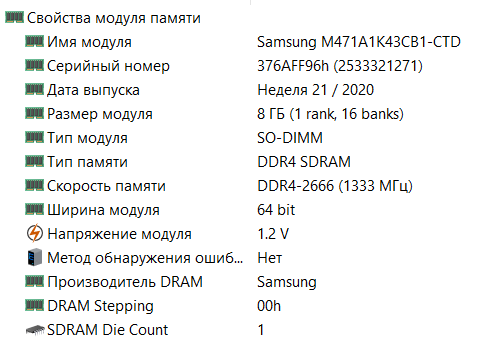 Свойства модуля памяти
Имя модуля Samsung M471A1K43CB1-CTD
Серийный номер 376AFF96h (2533321271)
Дата выпуска Неделя 21 / 2020
Размер модуля 8 ГБ (1 rank, 16 banks)
Тип модуля SO-DIMM
Тип памяти DDR4 SDRAM
Скорость памяти DDR4-2666 (1333 МГц)
Ширина модуля 64 bit
Напряжение модуля 1.2 V
Метод обнаружения ошиб... Нет
Производитель DRAM Samsung
DRAM Stepping 00h
SDRAM Die Count 1